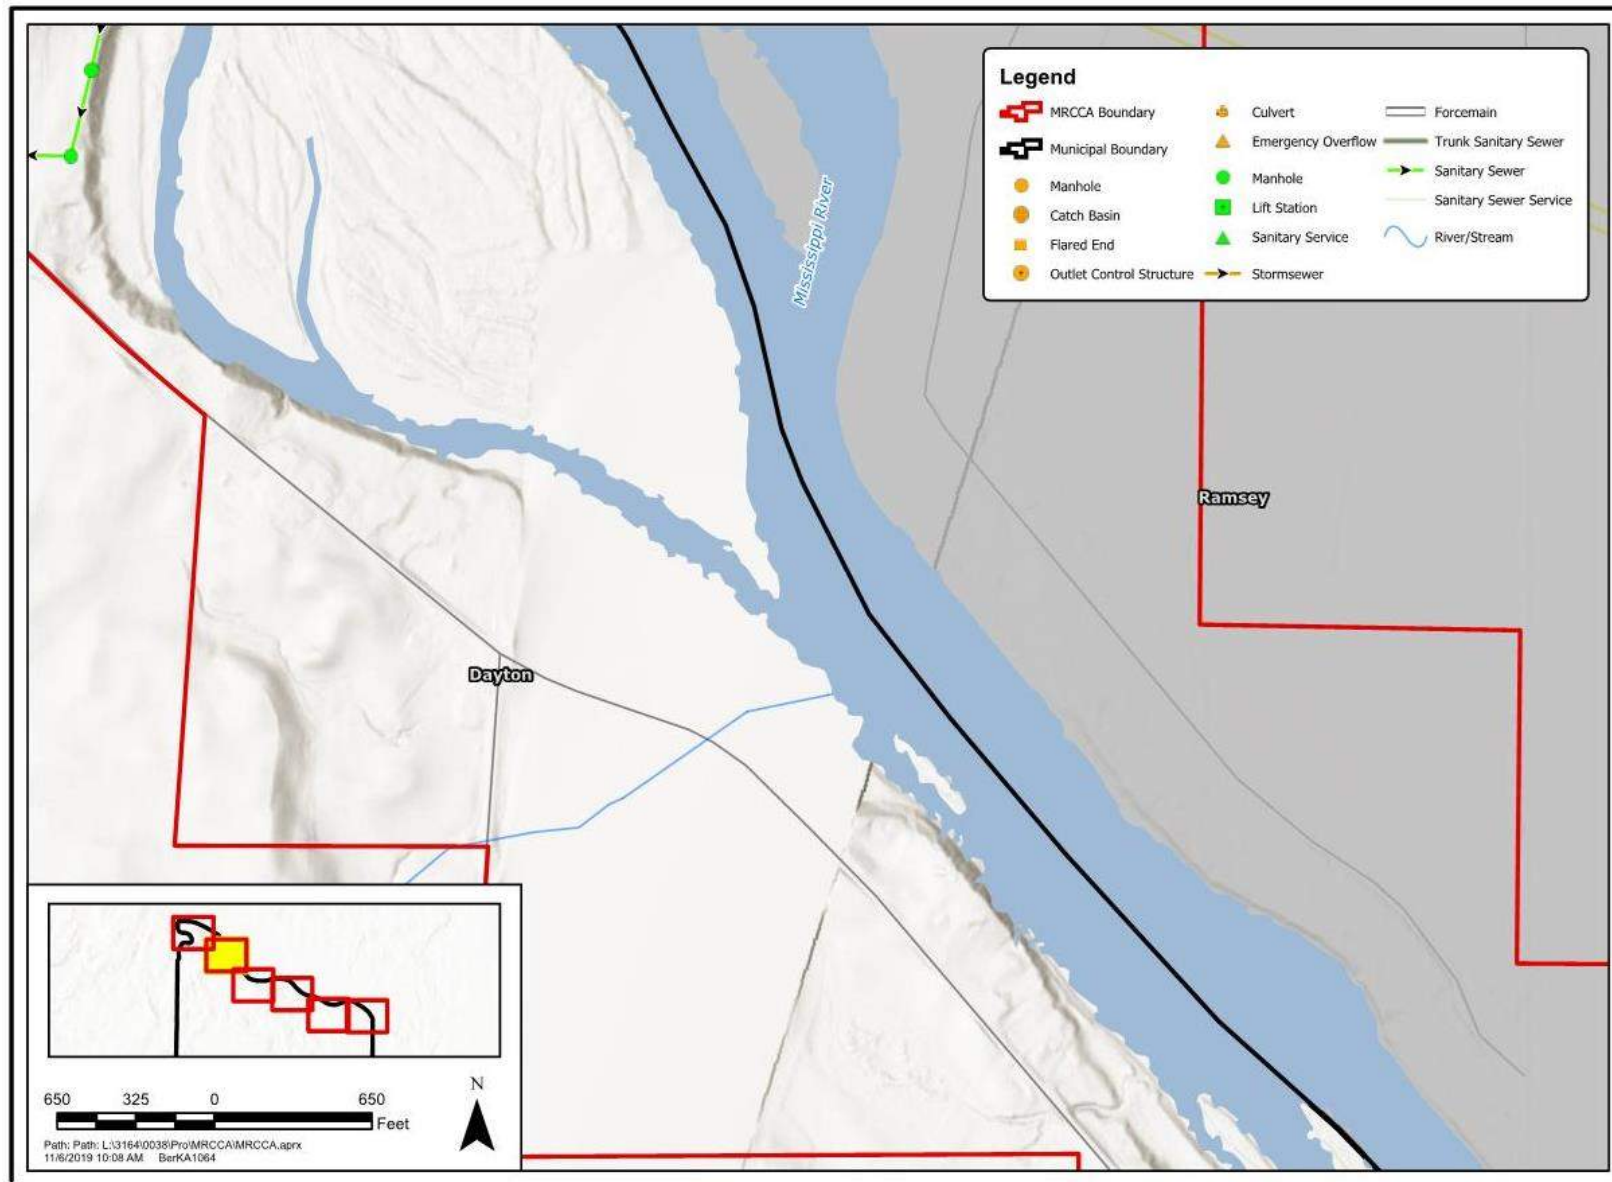 Legend
MRCCA Boundary
Municipal Boundary
Manhole
Catch Basin
Flared End
Outlet Control Structure
Culvert
Emergency Overflow
Manhole
Lift Station
Sanitary Service
Stormsewer
Forcemain
Trunk Sanitary Sewer
Sanitary Sewer
Sanitary Sewer Service
River/Stream
Mississippi River
Ramsey
Dayton
650 325 0 650
Feet
N
Path: Path: L:\3164\0038\Pro\MRCCA\MRCCA.aprx
11/6/2019 10:08 AM BerKA1064